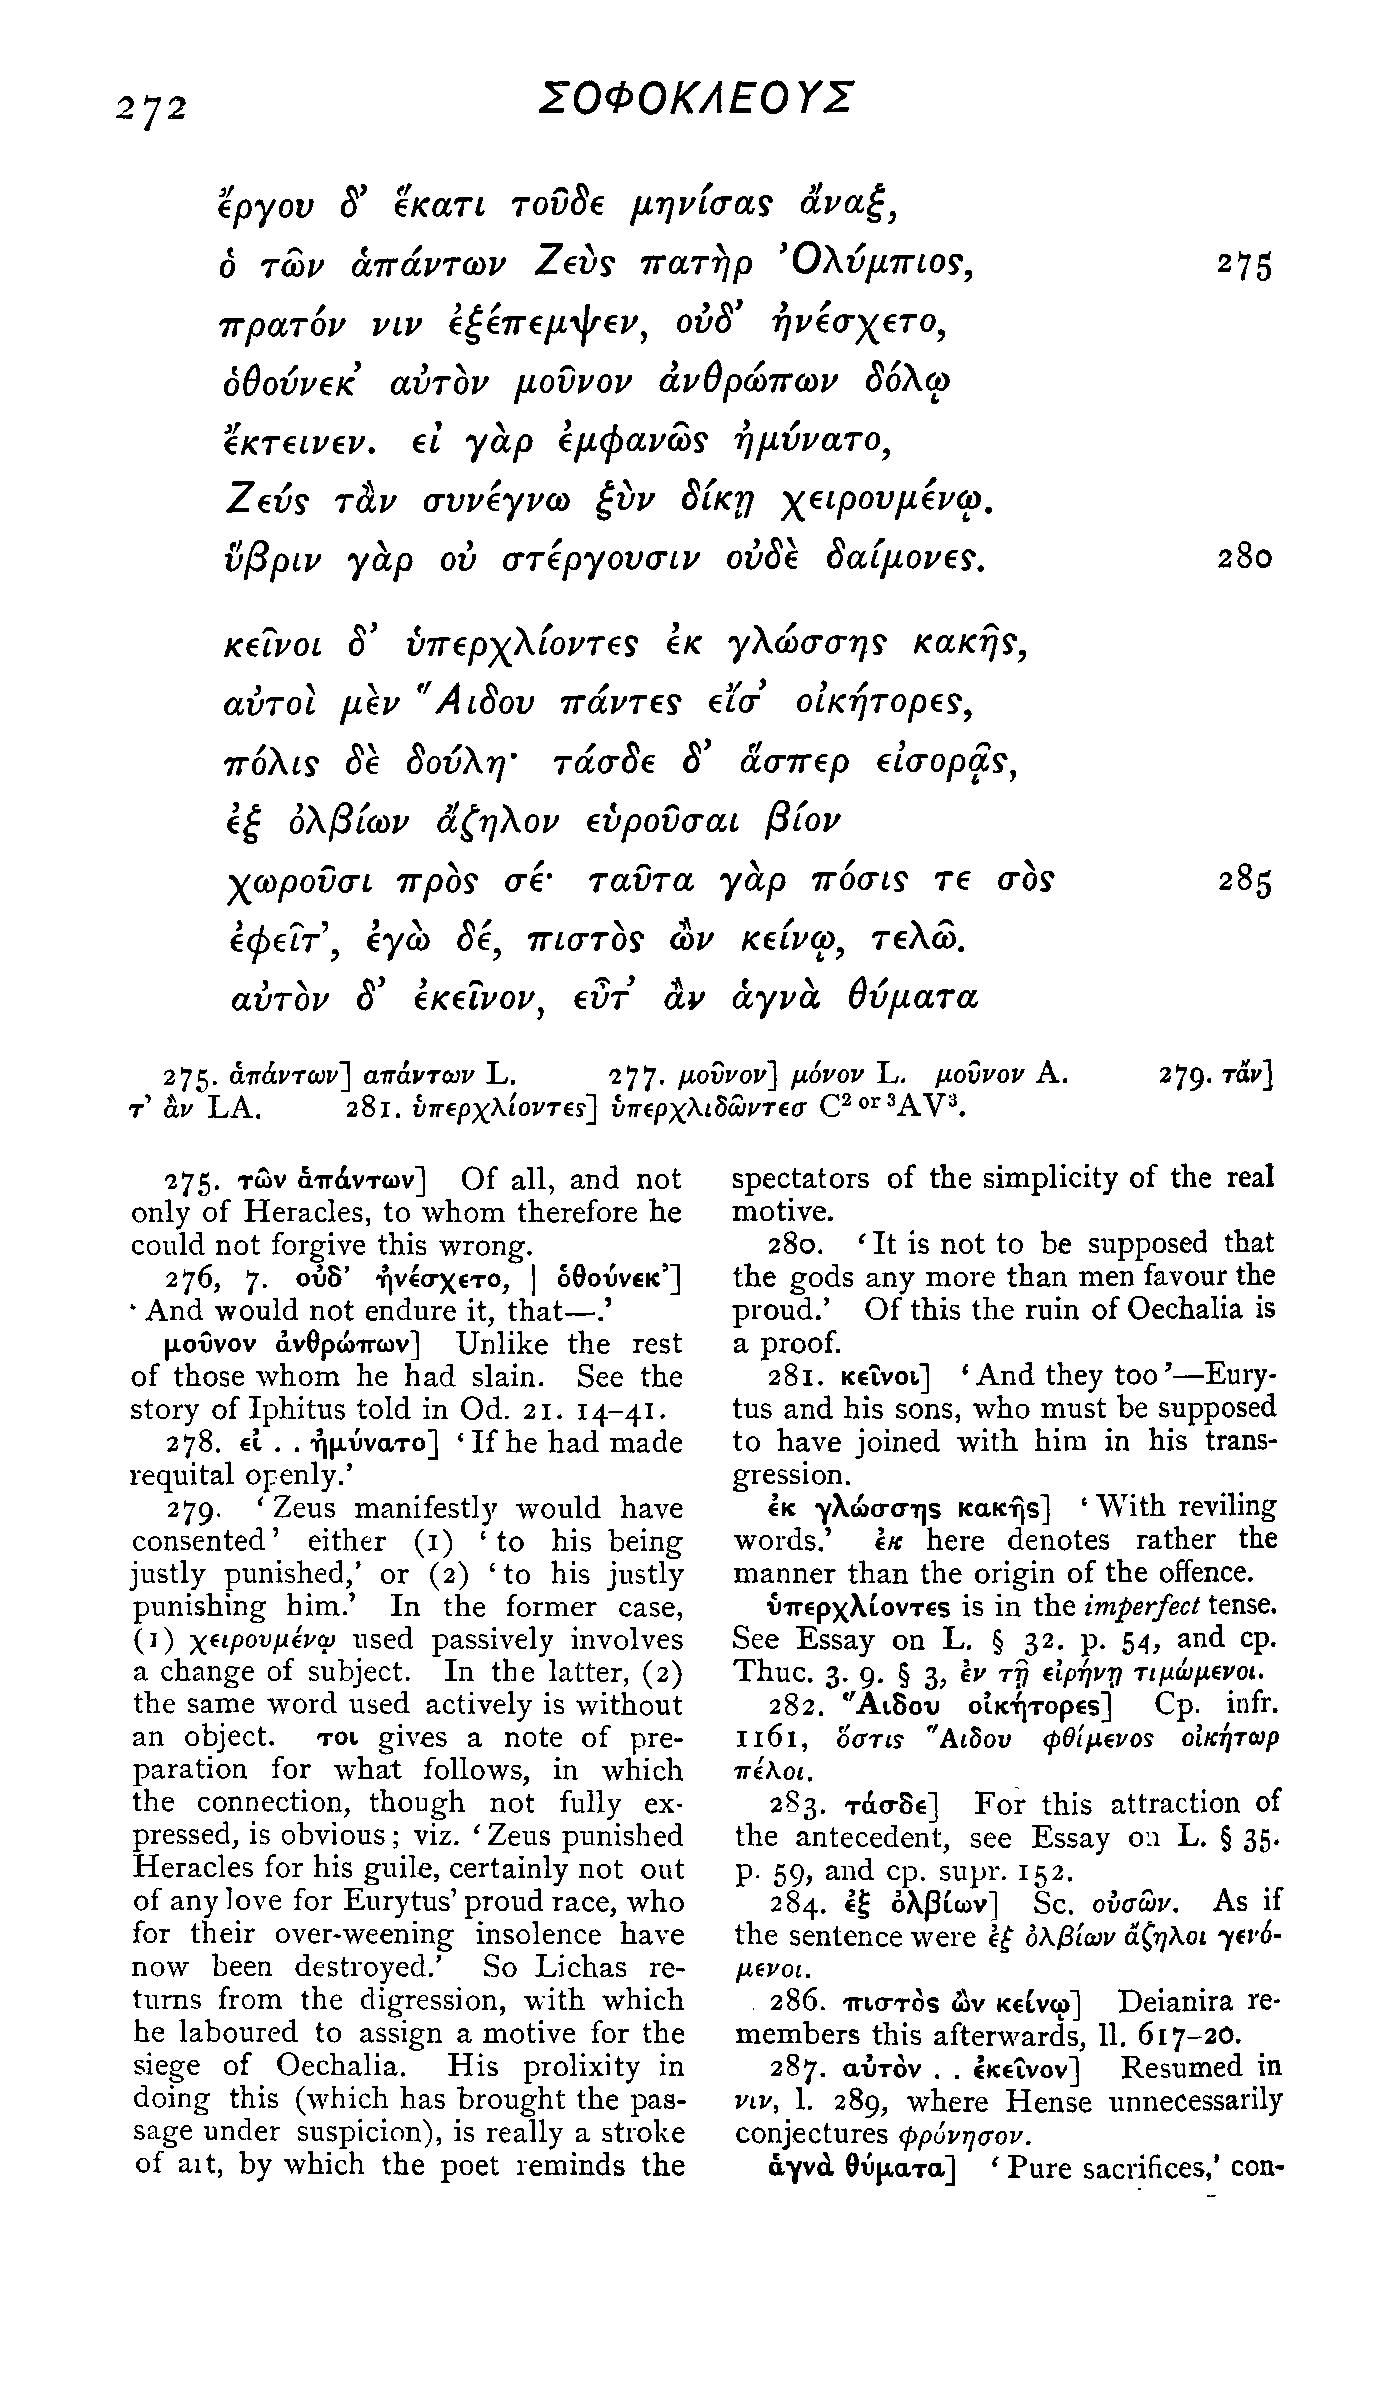 272
ΣΟΦΟΚΛΕΟΥΣ
ἔργου δ’ ἕκατι τοῦδε μηνίσας ἄναξ,
ὁ τῶν ἁπάντων Ζεὺς πατὴρ Ὀλύμπιος, 275
πρατόν νιν ἐξέπεμψεν, οὐδ’ ἠνέσχετο,
ὁθούνεκ’ αὐτὸν μοῦνον ἀνθρώπων δόλῳ
ἔκτεινεν. εἰ γὰρ ἐμφανῶς ἠμύνατο,
Ζεύς τἂν συνέγνω ξὺν δίκῃ χειρουμένῳ.
ὕβριν γὰρ οὐ στέργουσιν οὐδὲ δαίμονες. 280
κεῖνοι δ’ ὑπερχλίοντες ἐκ γλώσσης κακῆς,
αὐτοὶ μὲν Ἅιδου πάντες εἴσ’ οἰκήτορες,
πόλις δὲ δούλη· τάσδε δ’ ἅσπερ εἰσορᾷς,
ἐξ ὀλβίων ἄζηλον εὑροῦσαι βίον
χωροῦσι πρὸς σέ· ταῦτα γὰρ πόσις τε σὸς 285
ἐφεῖτ’, ἐγὼ δέ, πιστὸς ὢν κείνῳ, τελῶ.
αὐτὸν δ’ ἐκεῖνον, εὖτ’ ἂν ἁγνὰ θύματα
275. ἁπάντων] απάντων L. 277. μοῦνον] μόνον L. μοῦνον A. 279. τἄν]
τ’ ἂν LA. 281. ὑπερχλίοντες] ὑπερχλιδῶντεσ C² ᵒʳ ³AV³.
275. τῶν ἁπάντων] Of all, and not
only of Heracles, to whom therefore he
could not forgive this wrong.
276, 7. οὐδ’ ἠνέσχετο, | ὁθούνεκ’]
‘And would not endure it, that—.’
μοῦνον ἀνθρώπων] Unlike the rest
of those whom he had slain. See the
story of Iphitus told in Od. 21. 14–41.
278. εἰ . . ἠμύνατο] ‘If he had made
requital openly.’
279. ‘Zeus manifestly would have
consented’ either (1) ‘to his being
justly punished,’ or (2) ‘to his justly
punishing him.’ In the former case,
(1) χειρουμένῳ used passively involves
a change of subject. In the latter, (2)
the same word used actively is without
an object. τοι gives a note of pre-
paration for what follows, in which
the connection, though not fully ex-
pressed, is obvious; viz. ‘Zeus punished
Heracles for his guile, certainly not out
of any love for Eurytus’ proud race, who
for their over-weening insolence have
now been destroyed.’ So Lichas re-
turns from the digression, with which
he laboured to assign a motive for the
siege of Oechalia. His prolixity in
doing this (which has brought the pas-
sage under suspicion), is really a stroke
of art, by which the poet reminds the
spectators of the simplicity of the real
motive.
280. ‘It is not to be supposed that
the gods any more than men favour the
proud.’ Of this the ruin of Oechalia is
a proof.
281. κεῖνοι] ‘And they too’—Eury-
tus and his sons, who must be supposed
to have joined with him in his trans-
gression.
ἐκ γλώσσης κακῆς] ‘With reviling
words.’ ἐκ here denotes rather the
manner than the origin of the offence.
ὑπερχλίοντες is in the imperfect tense.
See Essay on L. § 32. p. 54, and cp.
Thuc. 3. 9. § 3, ἐν τῇ εἰρήνῃ τιμώμενοι.
282. Ἅιδου οἰκήτορες] Cp. infr.
1161, ὅστις Ἅιδου φθίμενος οἰκήτωρ
πέλοι.
283. τάσδε] For this attraction of
the antecedent, see Essay on L. § 35.
p. 59, and cp. supr. 152.
284. ἐξ ὀλβίων] Sc. οὐσῶν. As if
the sentence were ἐξ ὀλβίων ἄζηλοι γενό-
μενοι.
286. πιστὸς ὢν κείνῳ] Deianira re-
members this afterwards, ll. 617–20.
287. αὐτὸν . . ἐκεῖνον] Resumed in
νιν, l. 289, where Hense unnecessarily
conjectures φρόνησον.
ἁγνὰ θύματα] ‘Pure sacrifices,’ con-